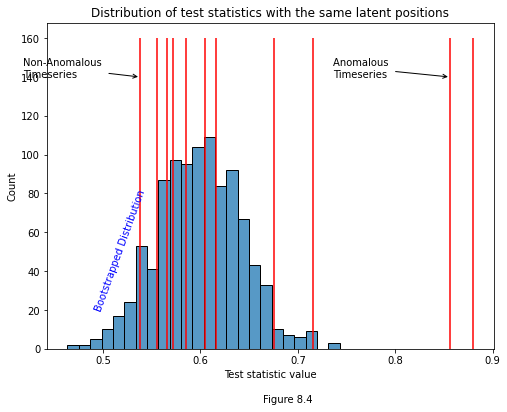 Distribution of test statistics with the same latent positions
160
140
120
100
80
60
40
20
0
Count
Non-Anomalous
Timeseries
Anomalous
Timeseries
Bootstrapped Distribution
0.5
0.6
0.7
0.8
0.9
Test statistic value
Figure 8.4